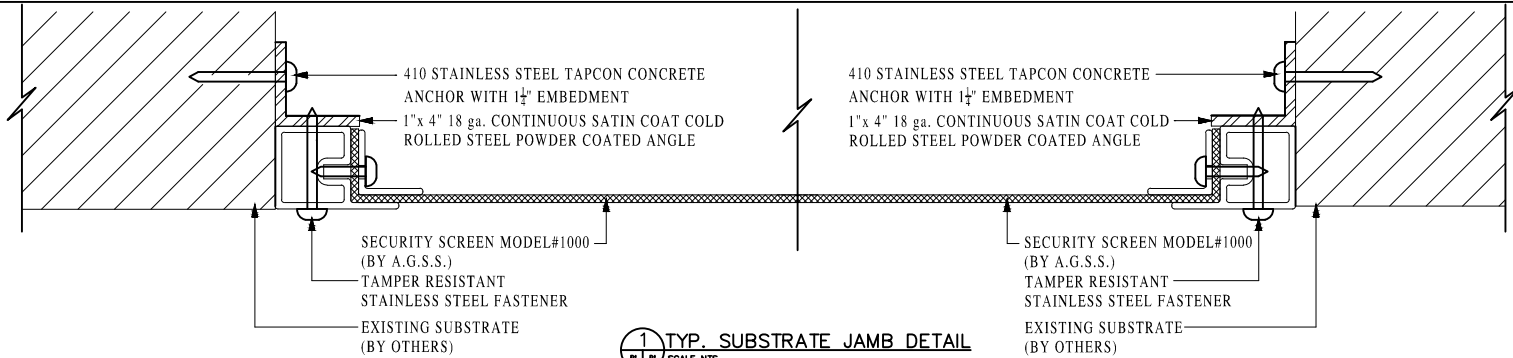 410 STAINLESS STEEL TAPCON CONCRETE
ANCHOR WITH 1¼" EMBEDMENT
1"x 4" 18 ga. CONTINUOUS SATIN COAT COLD
ROLLED STEEL POWDER COATED ANGLE
410 STAINLESS STEEL TAPCON CONCRETE
ANCHOR WITH 1¼" EMBEDMENT
1"x 4" 18 ga. CONTINUOUS SATIN COAT COLD
ROLLED STEEL POWDER COATED ANGLE
SECURITY SCREEN MODEL#1000
(BY A.G.S.S.)
TAMPER RESISTANT
STAINLESS STEEL FASTENER
EXISTING SUBSTRATE
(BY OTHERS)
SECURITY SCREEN MODEL#1000
(BY A.G.S.S.)
TAMPER RESISTANT
STAINLESS STEEL FASTENER
EXISTING SUBSTRATE
(BY OTHERS)
1 TYP. SUBSTRATE JAMB DETAIL